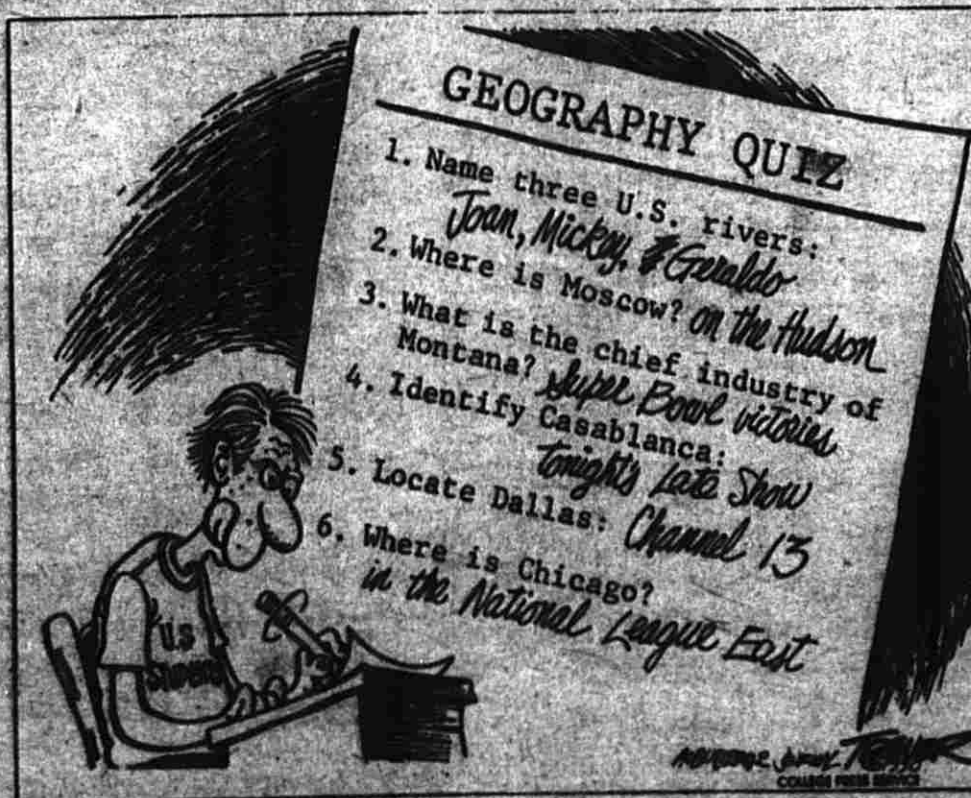 GEOGRAPHY QUIZ
1. Name three U.S. rivers:
Joan, Mickey, & Geraldo
2. Where is Moscow? on the Hudson
3. What is the chief industry of
Montana? Super Bowl victories
4. Identify Casablanca:
tonight's Late Show
5. Locate Dallas: Channel 13
6. Where is Chicago?
in the National League East
U.S
STUDENT
COLLEGE PRESS SERVICE